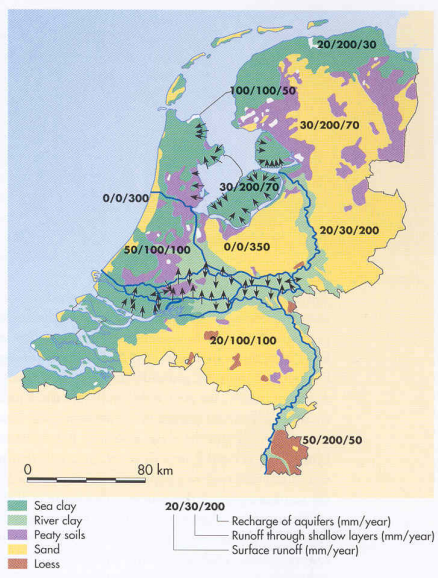 20/200/30
100/100/50
30/200/70
30/200/70
0/0/300
50/100/100
0/0/350
20/30/200
20/100/100
50/200/50
0 80 km
Sea clay
River clay
Peaty soils
Sand
Loess
20/30/200
Recharge of aquifers (mm/year)
Runoff through shallow layers (mm/year)
Surface runoff (mm/year)